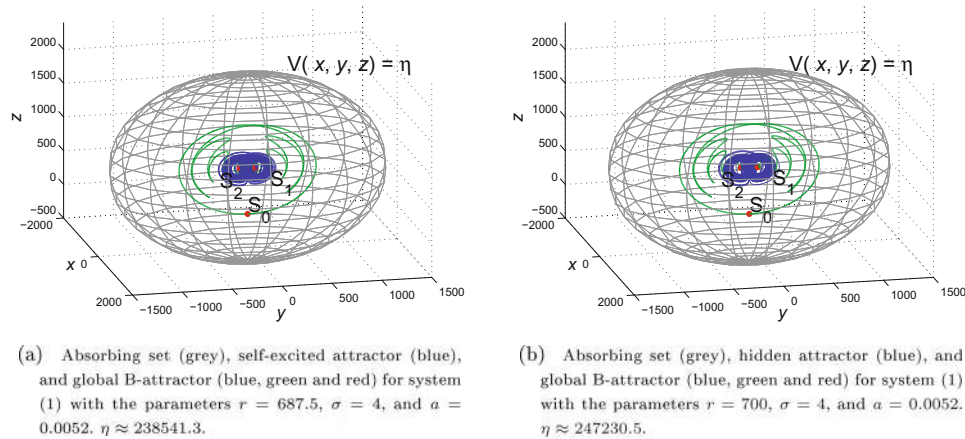 2000
1500
1000
500
0
−500
−2000
0
2000
z
x
y
−1500
−1000
−500
0
500
1000
1500
V( x, y, z) = η
S2
S1
S0
2000
1500
1000
500
0
−500
−2000
0
2000
z
x
y
−1500
−1000
−500
0
500
1000
1500
V( x, y, z) = η
S2
S1
S0
(a) Absorbing set (grey), self-excited attractor (blue),
and global B-attractor (blue, green and red) for system
(1) with the parameters r = 687.5, σ = 4, and a =
0.0052. η ≈ 238541.3.
(b) Absorbing set (grey), hidden attractor (blue), and
global B-attractor (blue, green and red) for system (1)
with the parameters r = 700, σ = 4, and a = 0.0052.
η ≈ 247230.5.